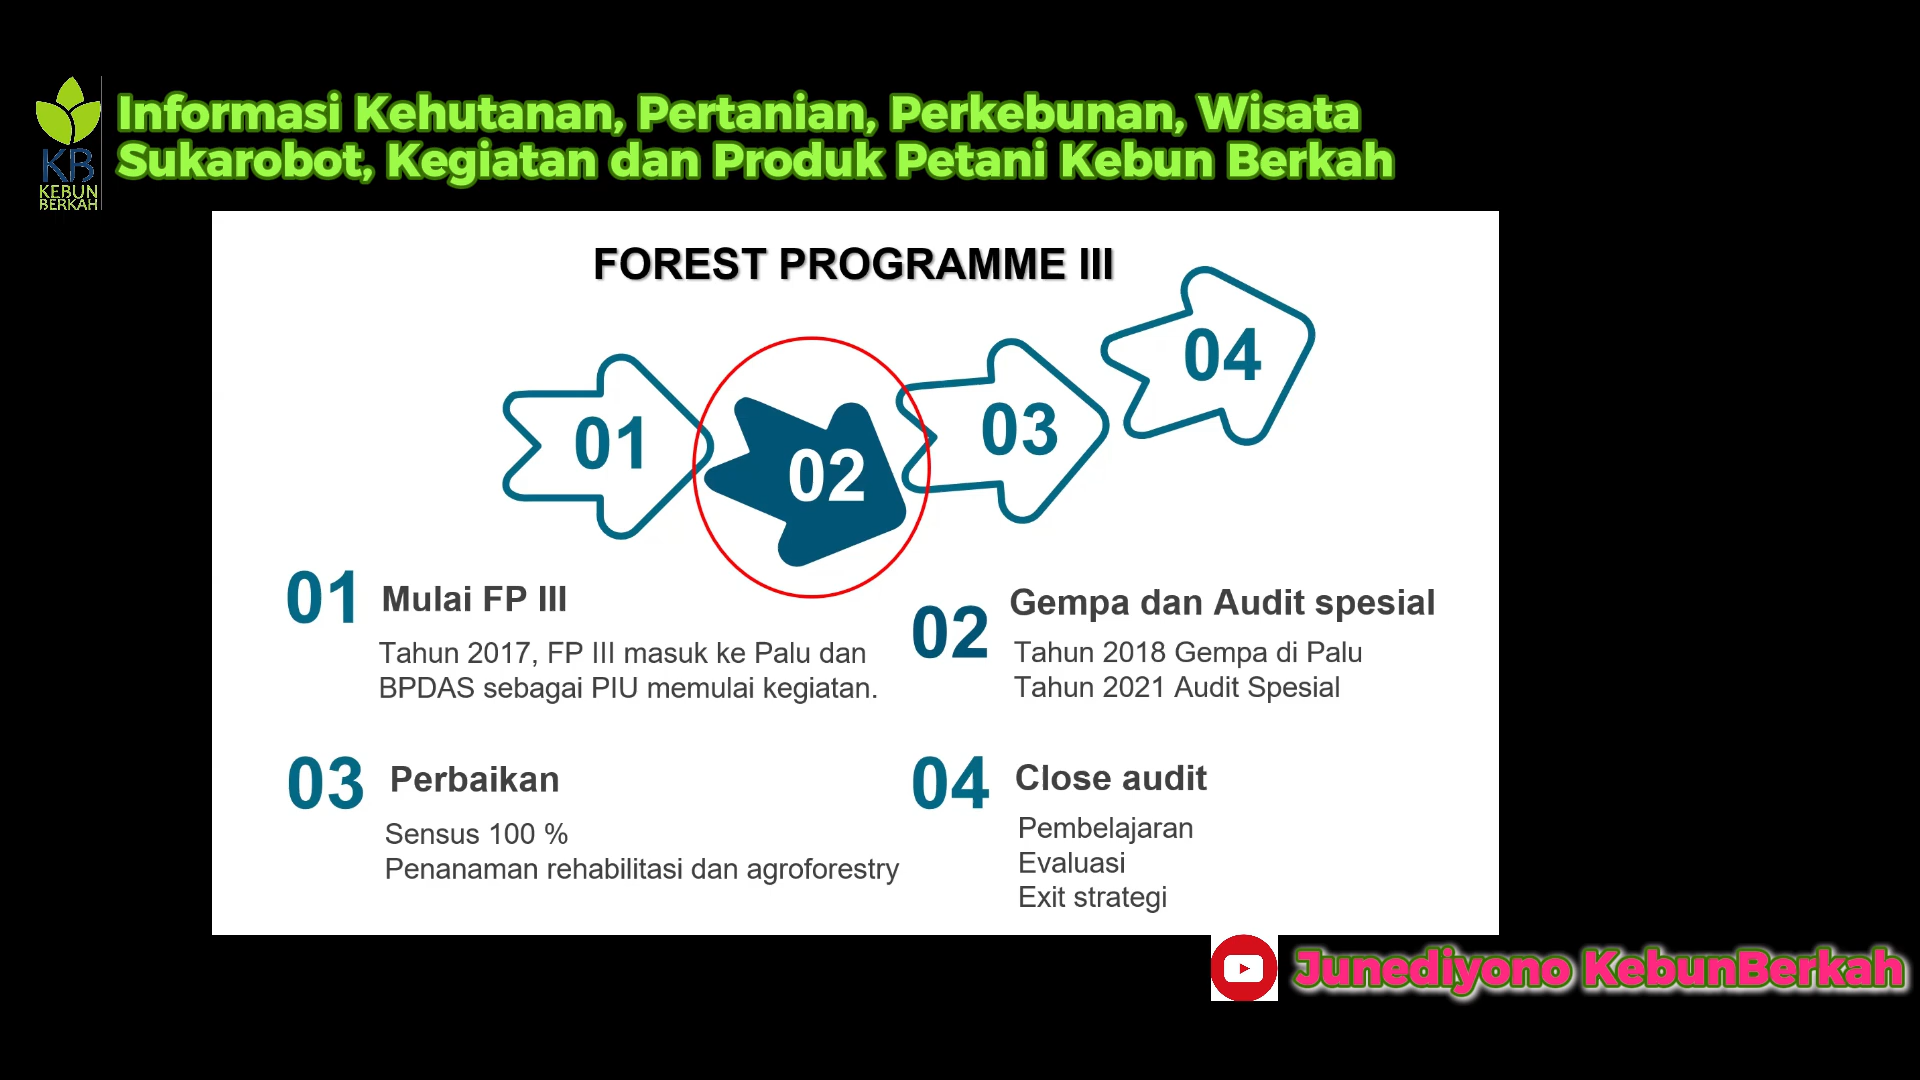 Informasi Kehutanan, Pertanian, Perkebunan, Wisata
Sukarobot, Kegiatan dan Produk Petani Kebun Berkah
KB
KEBUN
BERKAH
FOREST PROGRAMME III
01
02
03
04
01 Mulai FP III
Tahun 2017, FP III masuk ke Palu dan
BPDAS sebagai PIU memulai kegiatan.
02 Gempa dan Audit spesial
Tahun 2018 Gempa di Palu
Tahun 2021 Audit Spesial
03 Perbaikan
Sensus 100 %
Penanaman rehabilitasi dan agroforestry
04 Close audit
Pembelajaran
Evaluasi
Exit strategi
Junediyono KebunBerkah